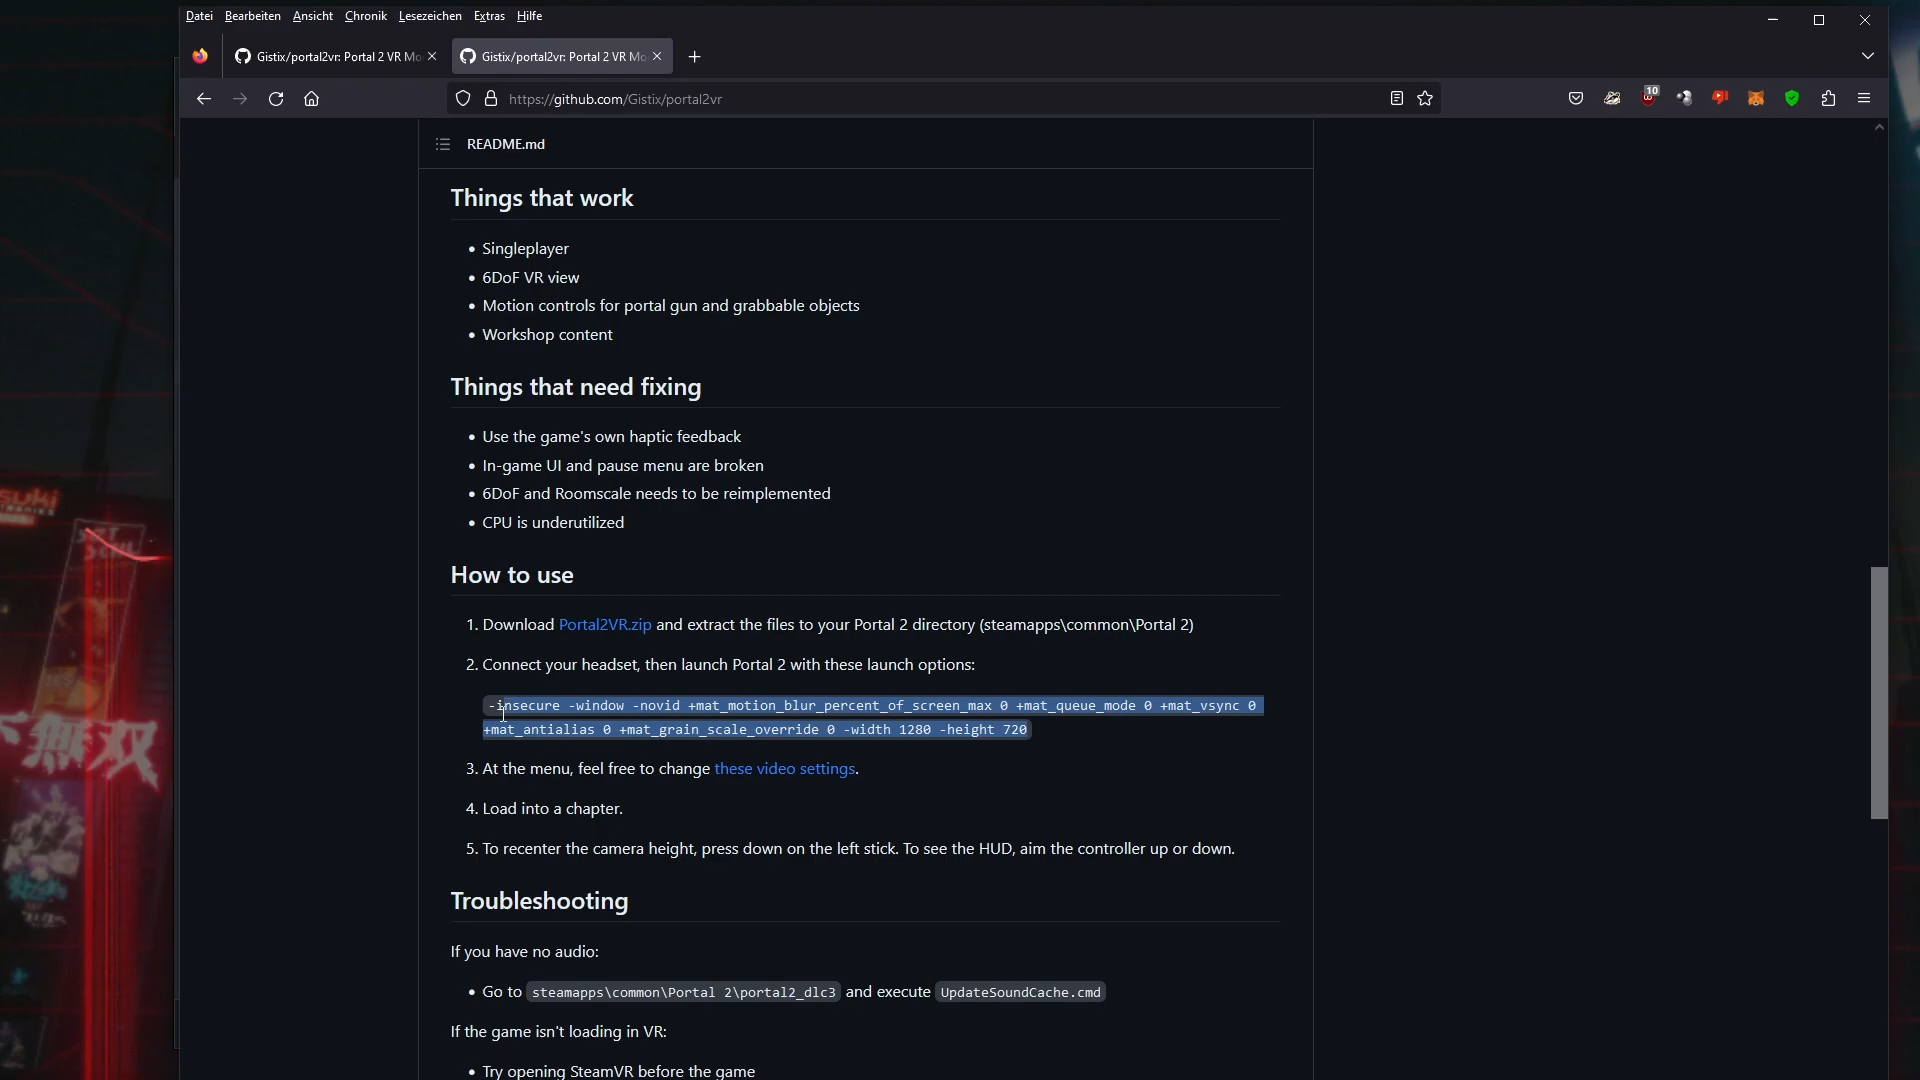 Datei Bearbeiten Ansicht Chronik Lesezeichen Extras Hilfe
Gistix/portal2vr: Portal 2 VR Mo
Gistix/portal2vr: Portal 2 VR Mo
https://github.com/Gistix/portal2vr
10
README.md
Things that work
• Singleplayer
• 6DoF VR view
• Motion controls for portal gun and grabbable objects
• Workshop content
Things that need fixing
• Use the game's own haptic feedback
• In-game UI and pause menu are broken
• 6DoF and Roomscale needs to be reimplemented
• CPU is underutilized
How to use
1. Download Portal2VR.zip and extract the files to your Portal 2 directory (steamapps\common\Portal 2)
2. Connect your headset, then launch Portal 2 with these launch options:
-insecure -window -novid +mat_motion_blur_percent_of_screen_max 0 +mat_queue_mode 0 +mat_vsync 0
+mat_antialias 0 +mat_grain_scale_override 0 -width 1280 -height 720
3. At the menu, feel free to change these video settings.
4. Load into a chapter.
5. To recenter the camera height, press down on the left stick. To see the HUD, aim the controller up or down.
Troubleshooting
If you have no audio:
• Go to steamapps\common\Portal 2\portal2_dlc3 and execute UpdateSoundCache.cmd
If the game isn't loading in VR:
• Try opening SteamVR before the game
無双